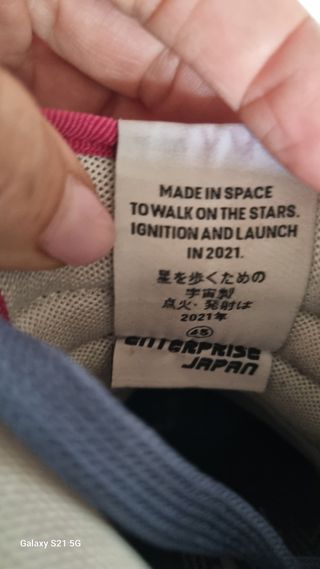 MADE IN SPACE
TO WALK ON THE STARS.
IGNITION AND LAUNCH
IN 2021.
星を歩くための
宇宙製
点火・発射は
2021年
45
ENTERPRISE
JAPAN
Galaxy S21 5G